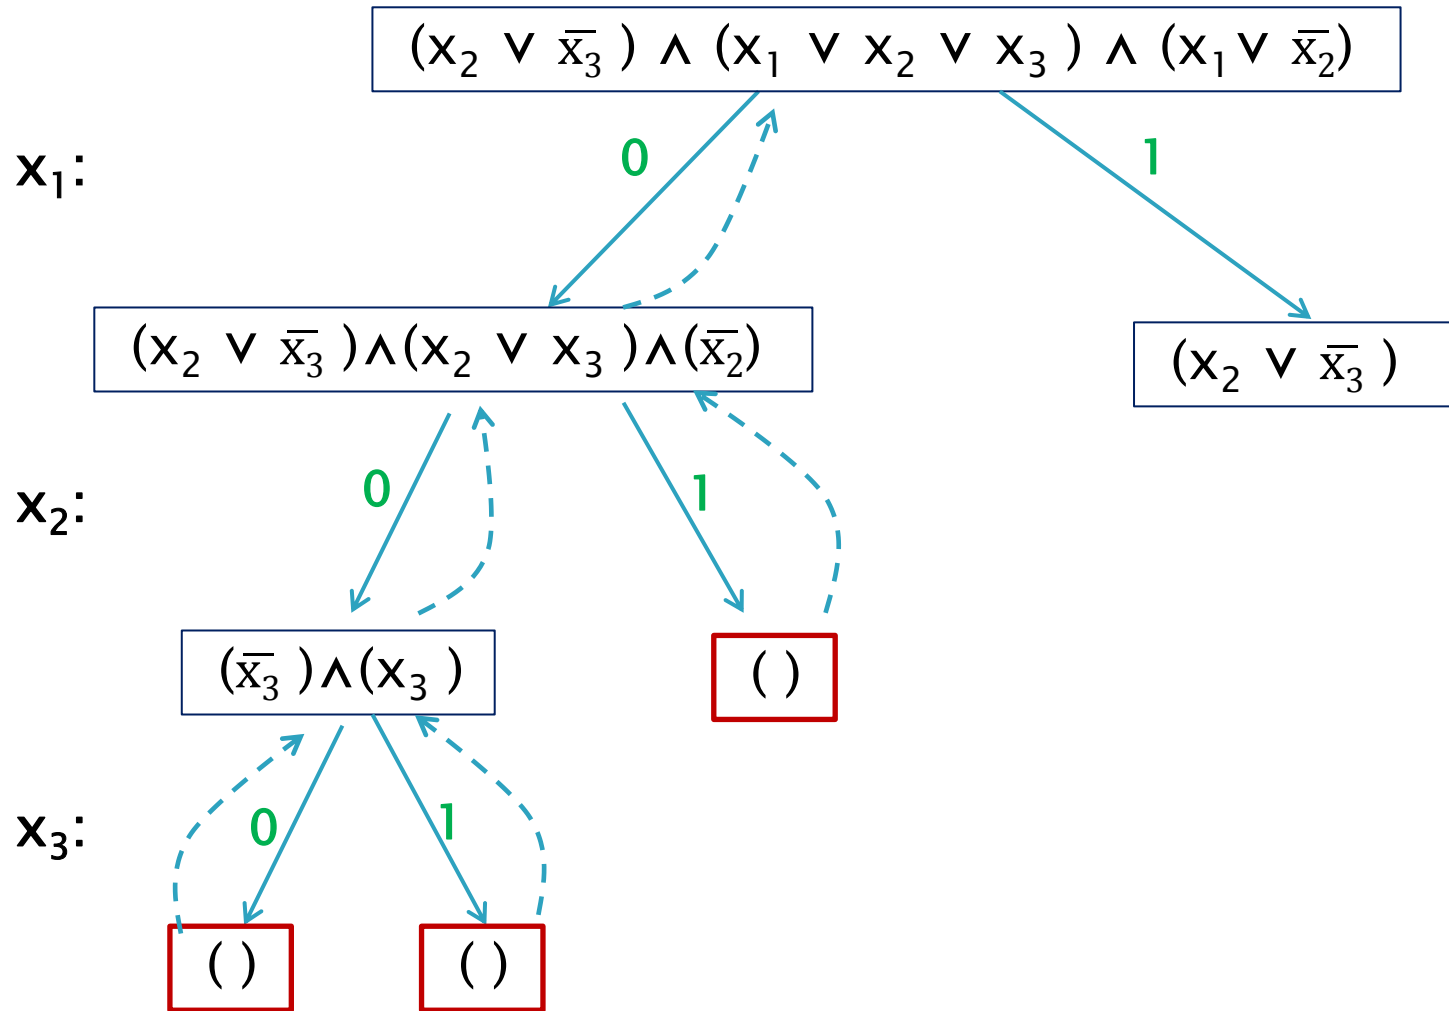 (x₂ ∨ x̅₃ ) ∧ (x₁ ∨ x₂ ∨ x₃ ) ∧ (x₁∨ x̅₂)
x₁:
0
1
(x₂ ∨ x̅₃ )∧(x₂ ∨ x₃ )∧(x̅₂)
(x₂ ∨ x̅₃ )
x₂:
0
1
(x̅₃ )∧(x₃ )
( )
x₃:
0
1
( )
( )